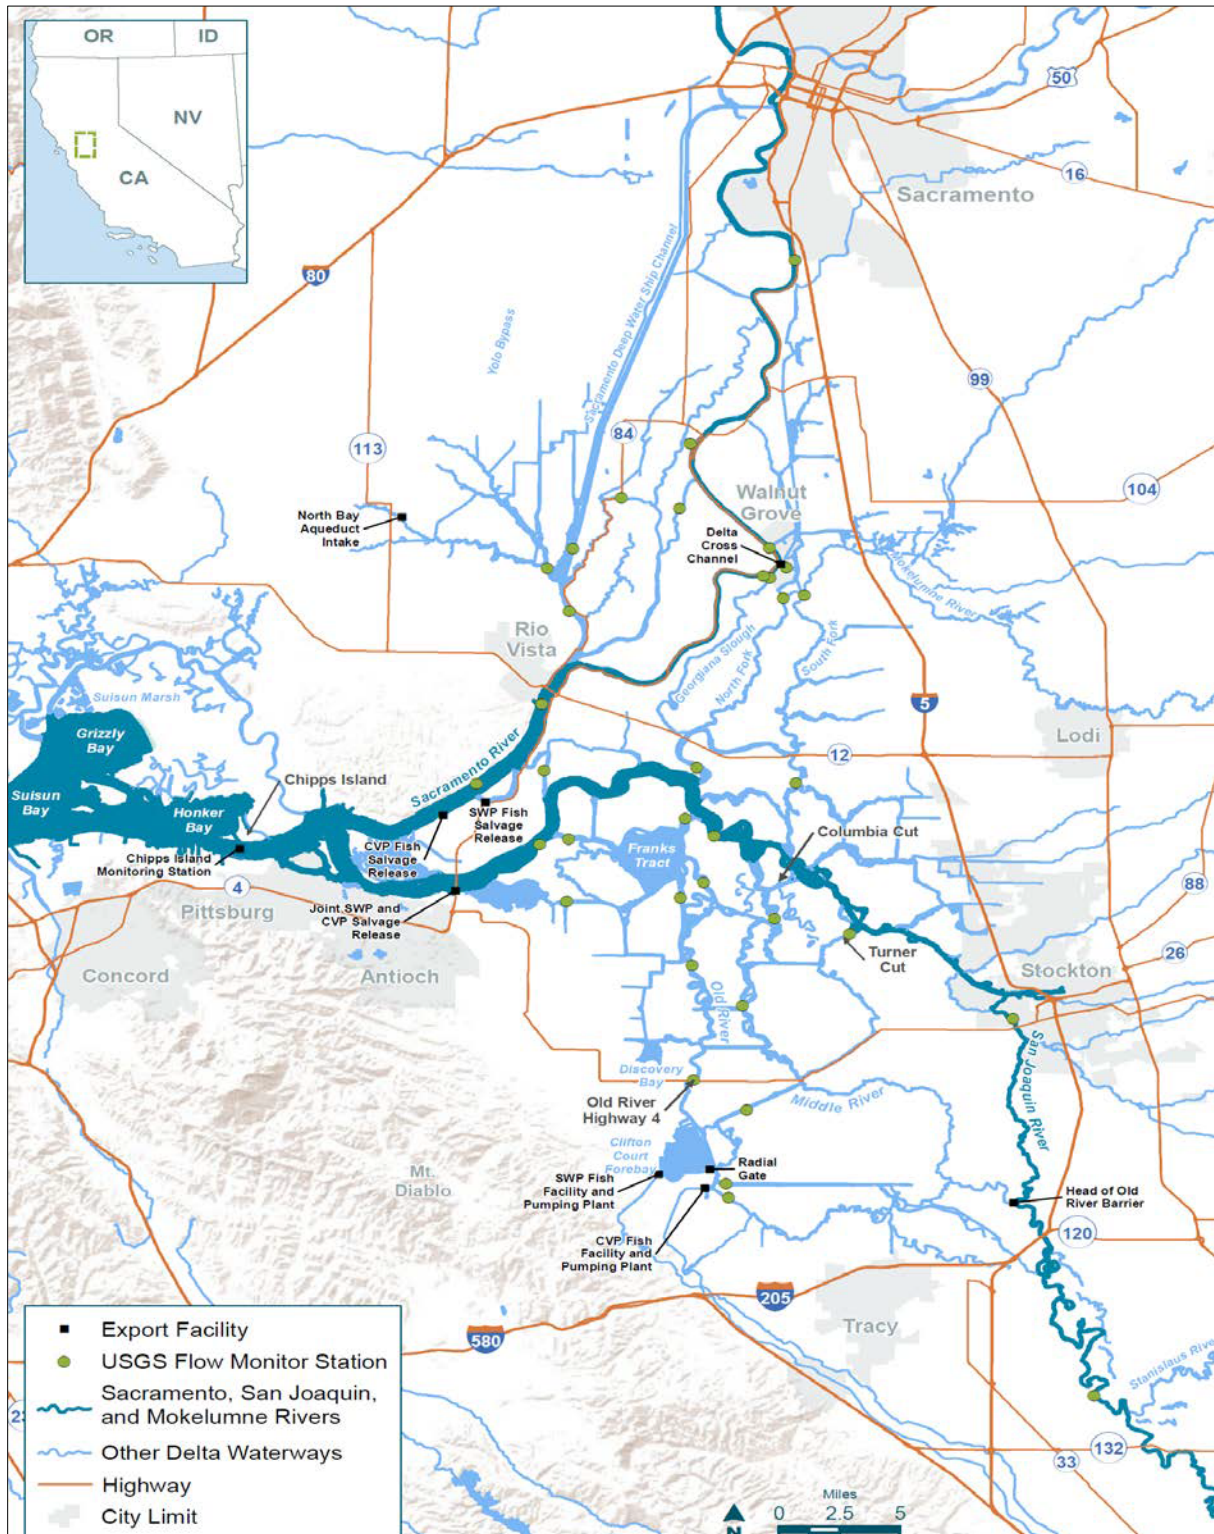 OR
ID
NV
CA
50
16
Sacramento
80
Sacramento Deep Water Ship Channel
Yolo Bypass
99
84
113
104
Walnut
Grove
North Bay
Aqueduct
Intake
Delta
Cross
Channel
Mokelumne River
Rio
Vista
Georgiana Slough
North Fork
South Fork
Suisun Marsh
5
Grizzly
Bay
Lodi
12
Sacramento River
Chipps Island
Suisun
Bay
Honker
Bay
SWP Fish
Salvage
Release
Columbia Cut
CVP Fish
Salvage
Release
Franks
Tract
Chipps Island
Monitoring Station
4
88
Pittsburg
Joint SWP and
CVP Salvage
Release
Turner
Cut
26
Concord
Antioch
Stockton
Old River
San Joaquin River
Discovery
Bay
Old River
Highway 4
Middle River
Clifton
Court
Forebay
Mt.
Diablo
Radial
Gate
SWP Fish
Facility and
Pumping Plant
Head of Old
River Barrier
120
CVP Fish
Facility and
Pumping Plant
205
580
Tracy
Stanislaus River
132
33
Export Facility
USGS Flow Monitor Station
Sacramento, San Joaquin,
and Mokelumne Rivers
Other Delta Waterways
Highway
City Limit
N
Miles
0 2.5 5